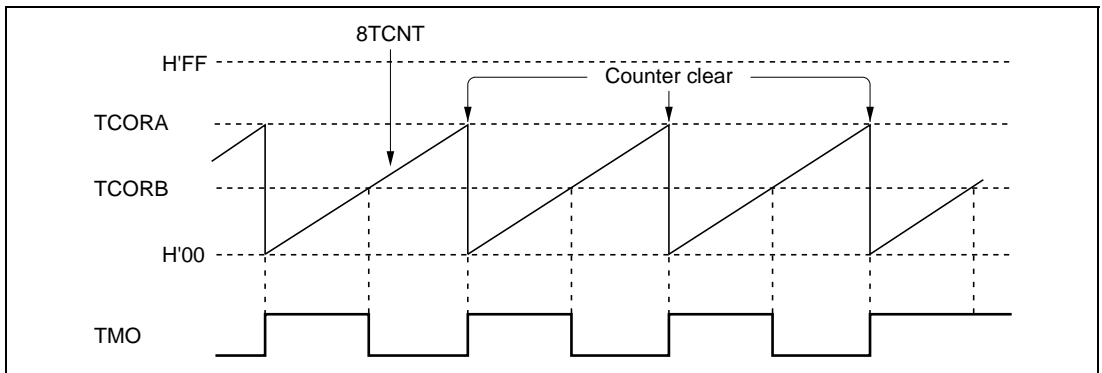 8TCNT
H'FF
Counter clear
TCORA
TCORB
H'00
TMO